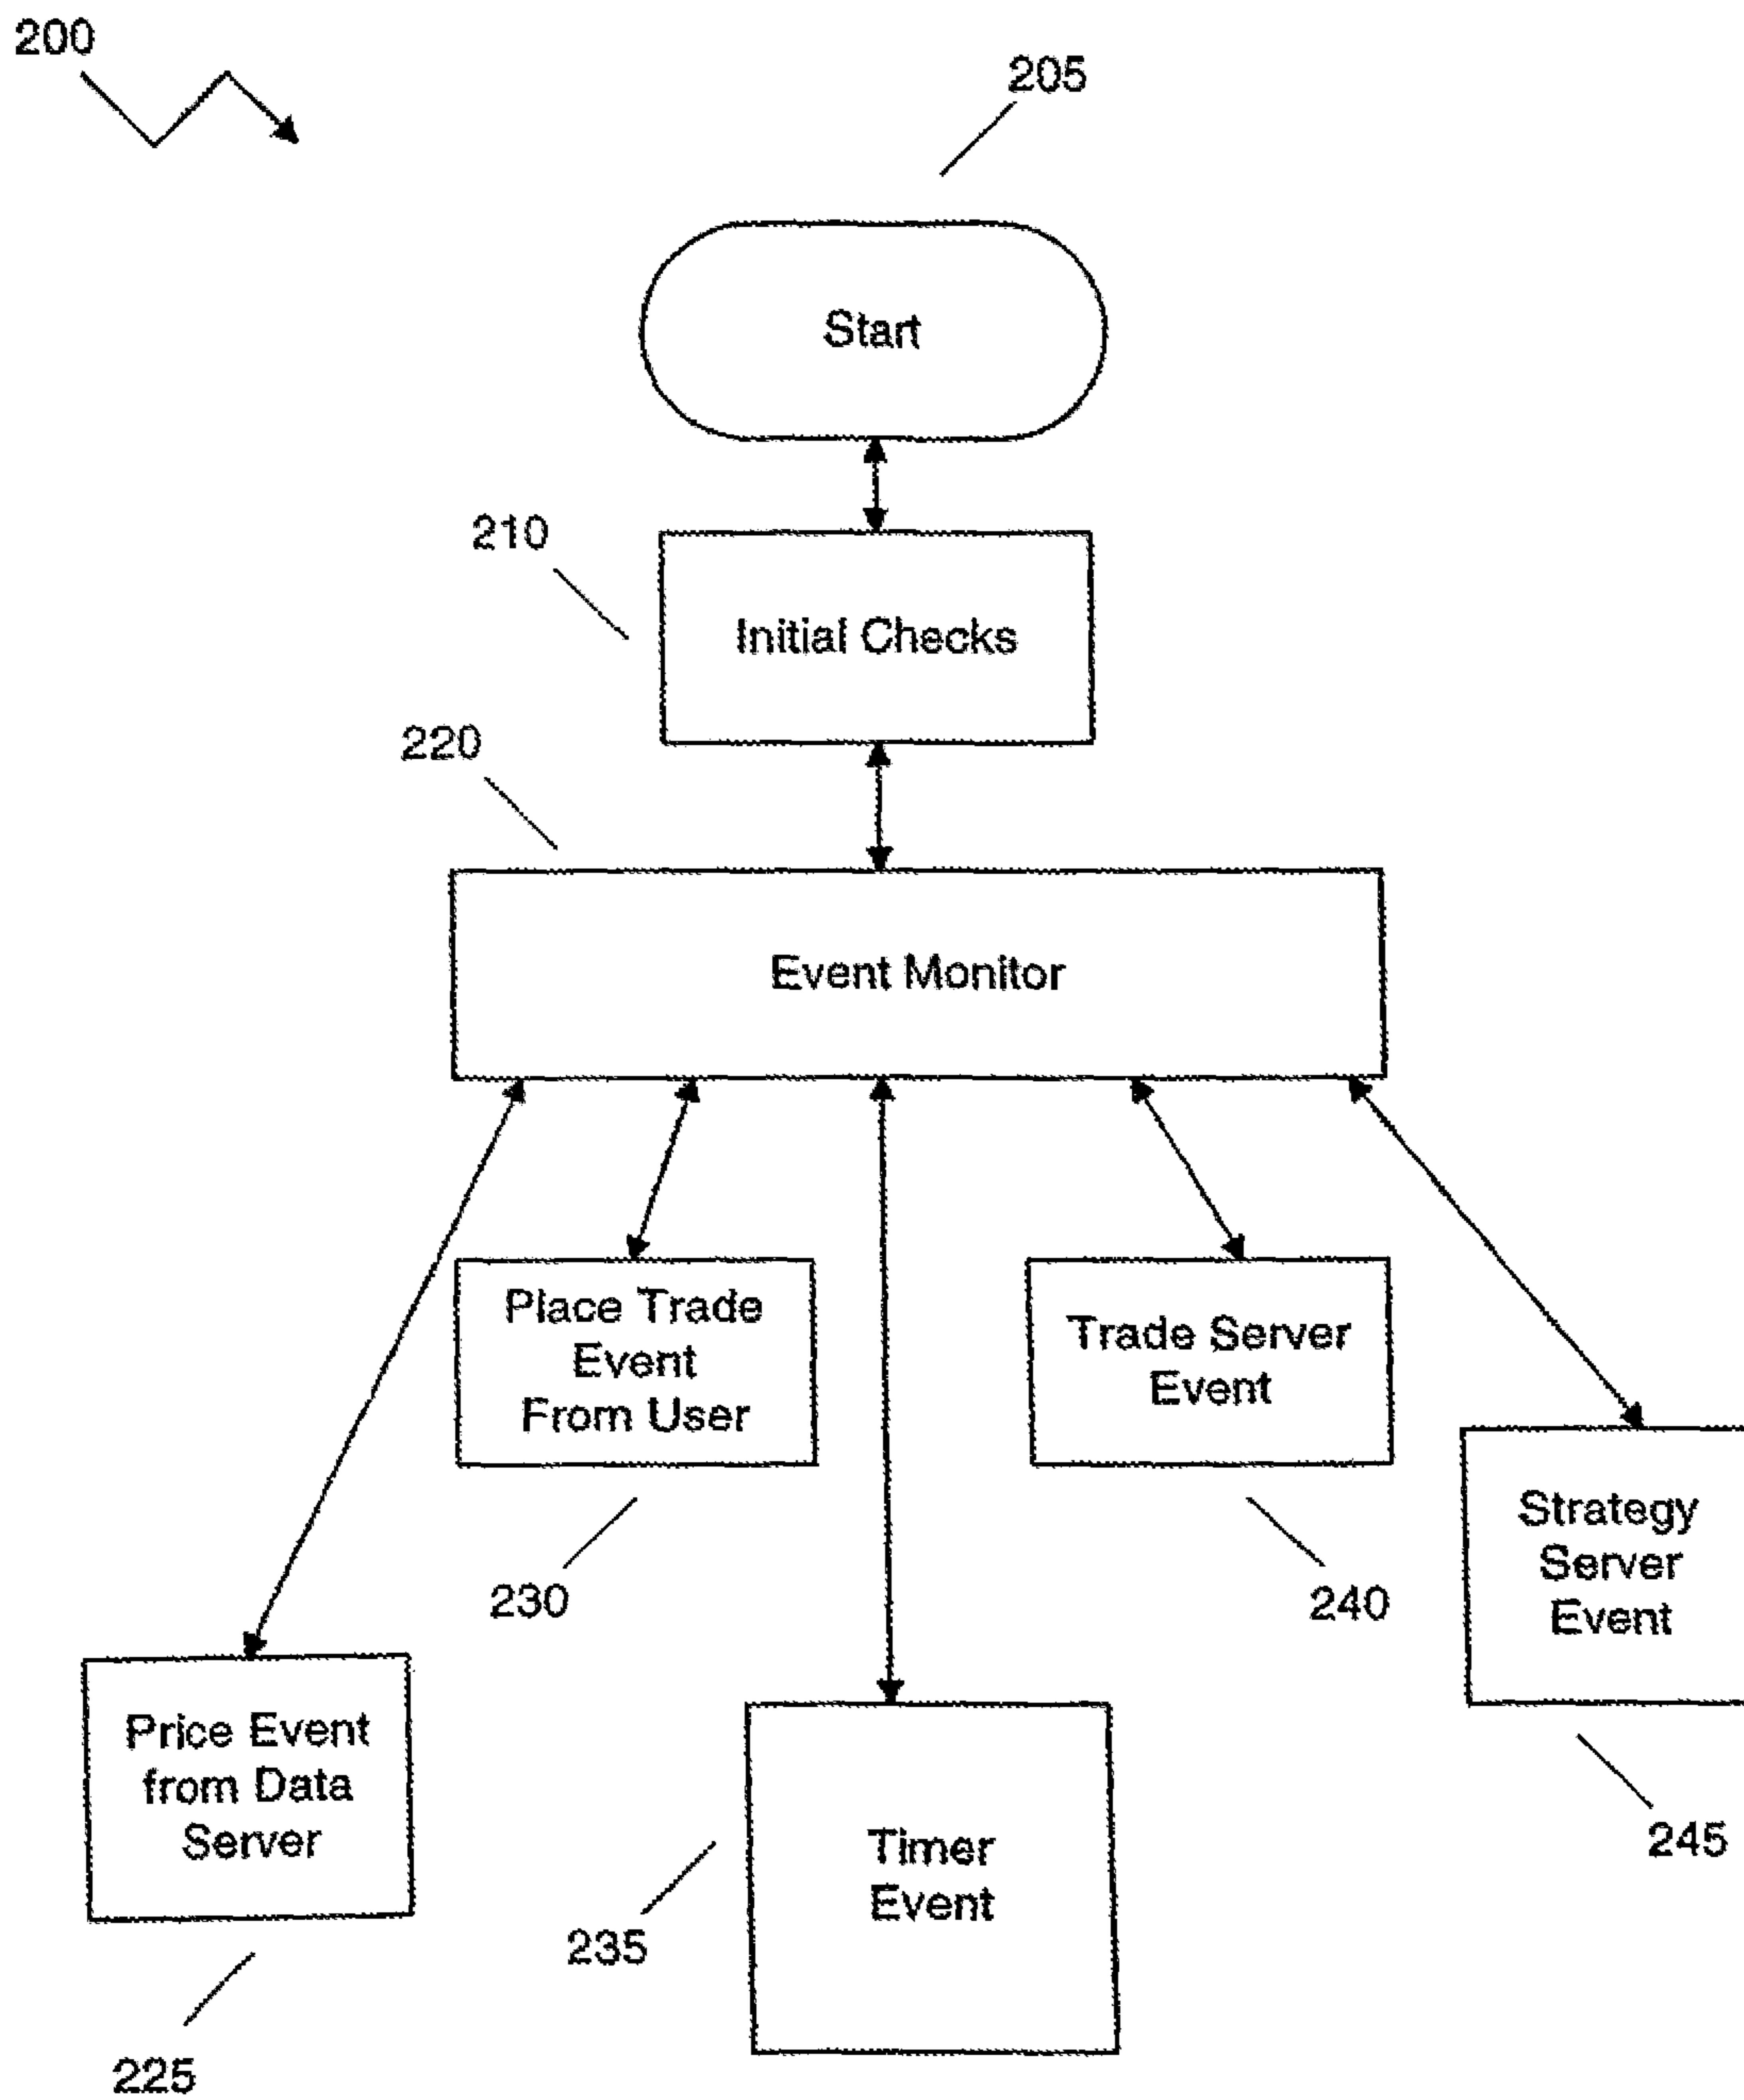 200
205
Start
210
Initial Checks
220
Event Monitor
Place Trade
Event
From User
Trade Server
Event
230
240
Strategy
Server
Event
Price Event
from Data
Server
Timer
Event
245
235
225